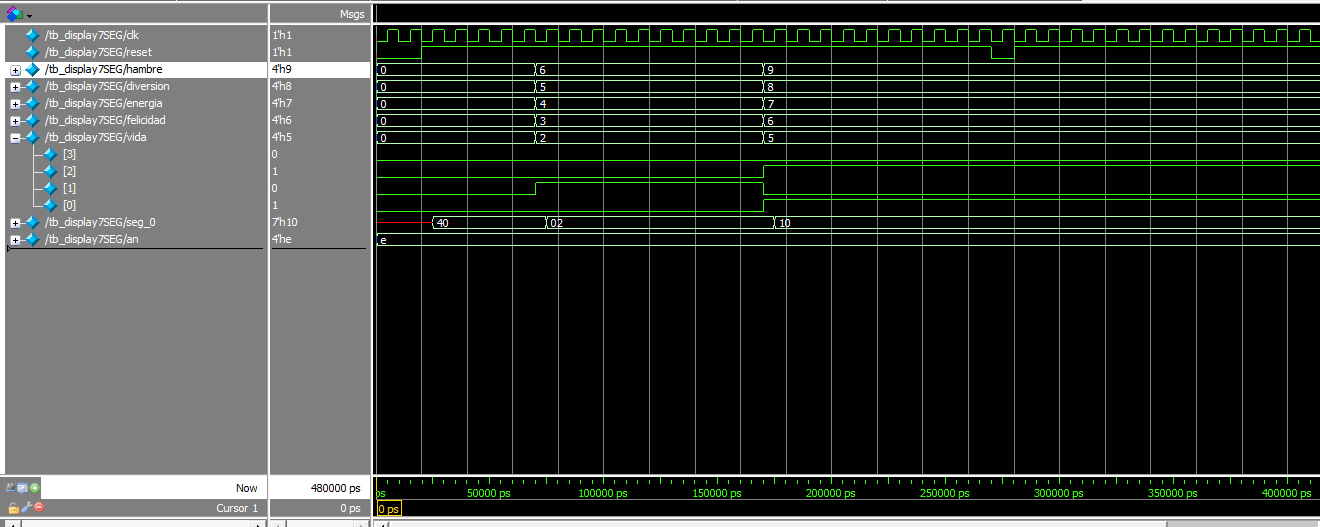 Msgs
/tb_display7SEG/clk 1'h1
/tb_display7SEG/reset 1'h1
/tb_display7SEG/hambre 4'h9 0 6 9
/tb_display7SEG/diversion 4'h8 0 5 8
/tb_display7SEG/energia 4'h7 0 4 7
/tb_display7SEG/felicidad 4'h6 0 3 6
/tb_display7SEG/vida 4'h5 0 2 5
[3] 0
[2] 1
[1] 0
[0] 1
/tb_display7SEG/seg_0 7'h10 40 02 10
/tb_display7SEG/an 4'he e
Now 480000 ps ps 50000 ps 100000 ps 150000 ps 200000 ps 250000 ps 300000 ps 350000 ps 400000 ps
Cursor 1 0 ps 0 ps